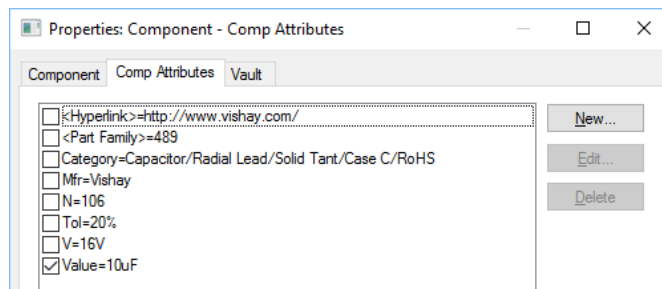 Properties: Component - Comp Attributes
Component Comp Attributes Vault
<Hyperlink>=http://www.vishay.com/
New...
<Part Family>=489
Category=Capacitor/Radial Lead/Solid Tant/Case C/RoHS
Edit...
Mfr=Vishay
N=106
Delete
Tol=20%
V=16V
Value=10uF